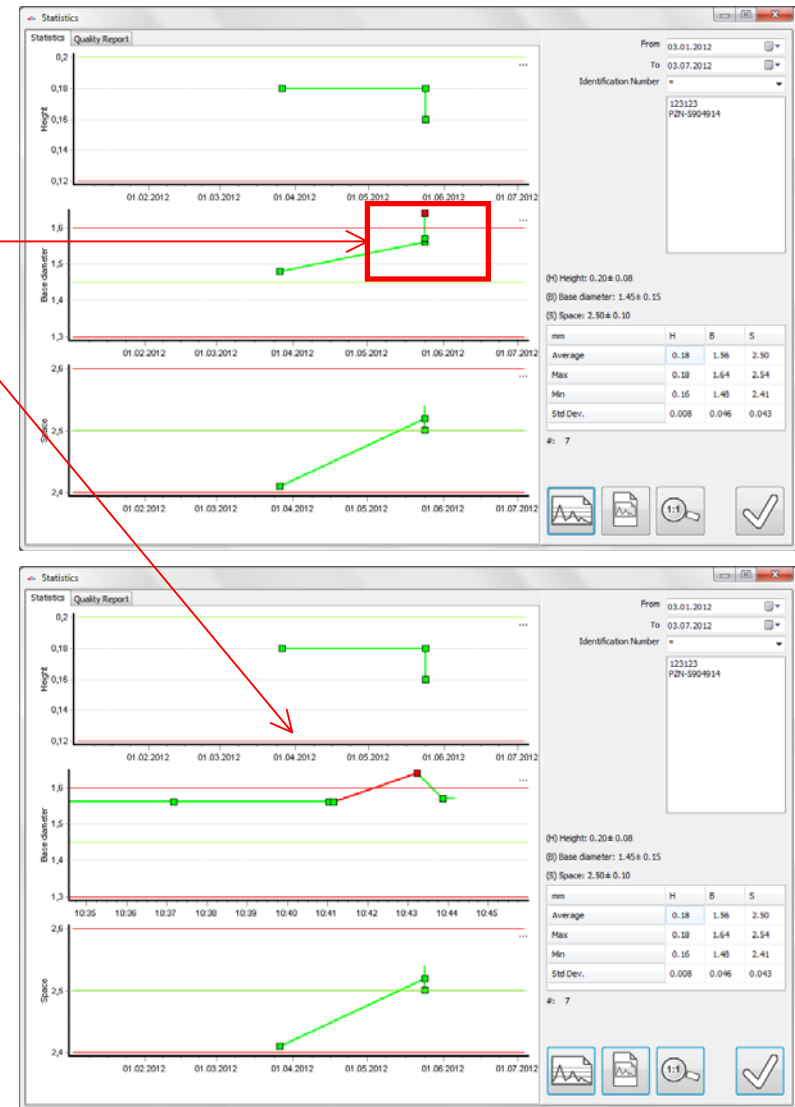 Statistics
Statistics Quality Report
From 03.01.2012
To 03.07.2012
Identification Number =
123123
PZN-S904914
0,2
0,18
0,16
0,14
0,12
Height
...
01.02.2012 01.03.2012 01.04.2012 01.05.2012 01.06.2012 01.07.2012
1,6
1,5
1,4
1,3
Base diameter
...
01.02.2012 01.03.2012 01.04.2012 01.05.2012 01.06.2012 01.07.2012
2,6
2,5
2,4
Space
...
01.02.2012 01.03.2012 01.04.2012 01.05.2012 01.06.2012 01.07.2012
(H) Height: 0.20± 0.08
(B) Base diameter: 1.45± 0.15
(S) Space: 2.50± 0.10
mm H B S
Average 0.18 1.56 2.50
Max 0.18 1.64 2.54
Min 0.16 1.48 2.41
Std Dev. 0.008 0.046 0.043
#: 7
1:1
Statistics
Statistics Quality Report
From 03.01.2012
To 03.07.2012
Identification Number =
123123
PZN-S904914
0,2
0,18
0,16
0,14
0,12
Height
...
01.02.2012 01.03.2012 01.04.2012 01.05.2012 01.06.2012 01.07.2012
1,6
1,5
1,4
1,3
Base diameter
...
10:35 10:36 10:37 10:38 10:39 10:40 10:41 10:42 10:43 10:44 10:45
2,6
2,5
2,4
Space
...
01.02.2012 01.03.2012 01.04.2012 01.05.2012 01.06.2012 01.07.2012
(H) Height: 0.20± 0.08
(B) Base diameter: 1.45± 0.15
(S) Space: 2.50± 0.10
mm H B S
Average 0.18 1.56 2.50
Max 0.18 1.64 2.54
Min 0.16 1.48 2.41
Std Dev. 0.008 0.046 0.043
#: 7
1:1